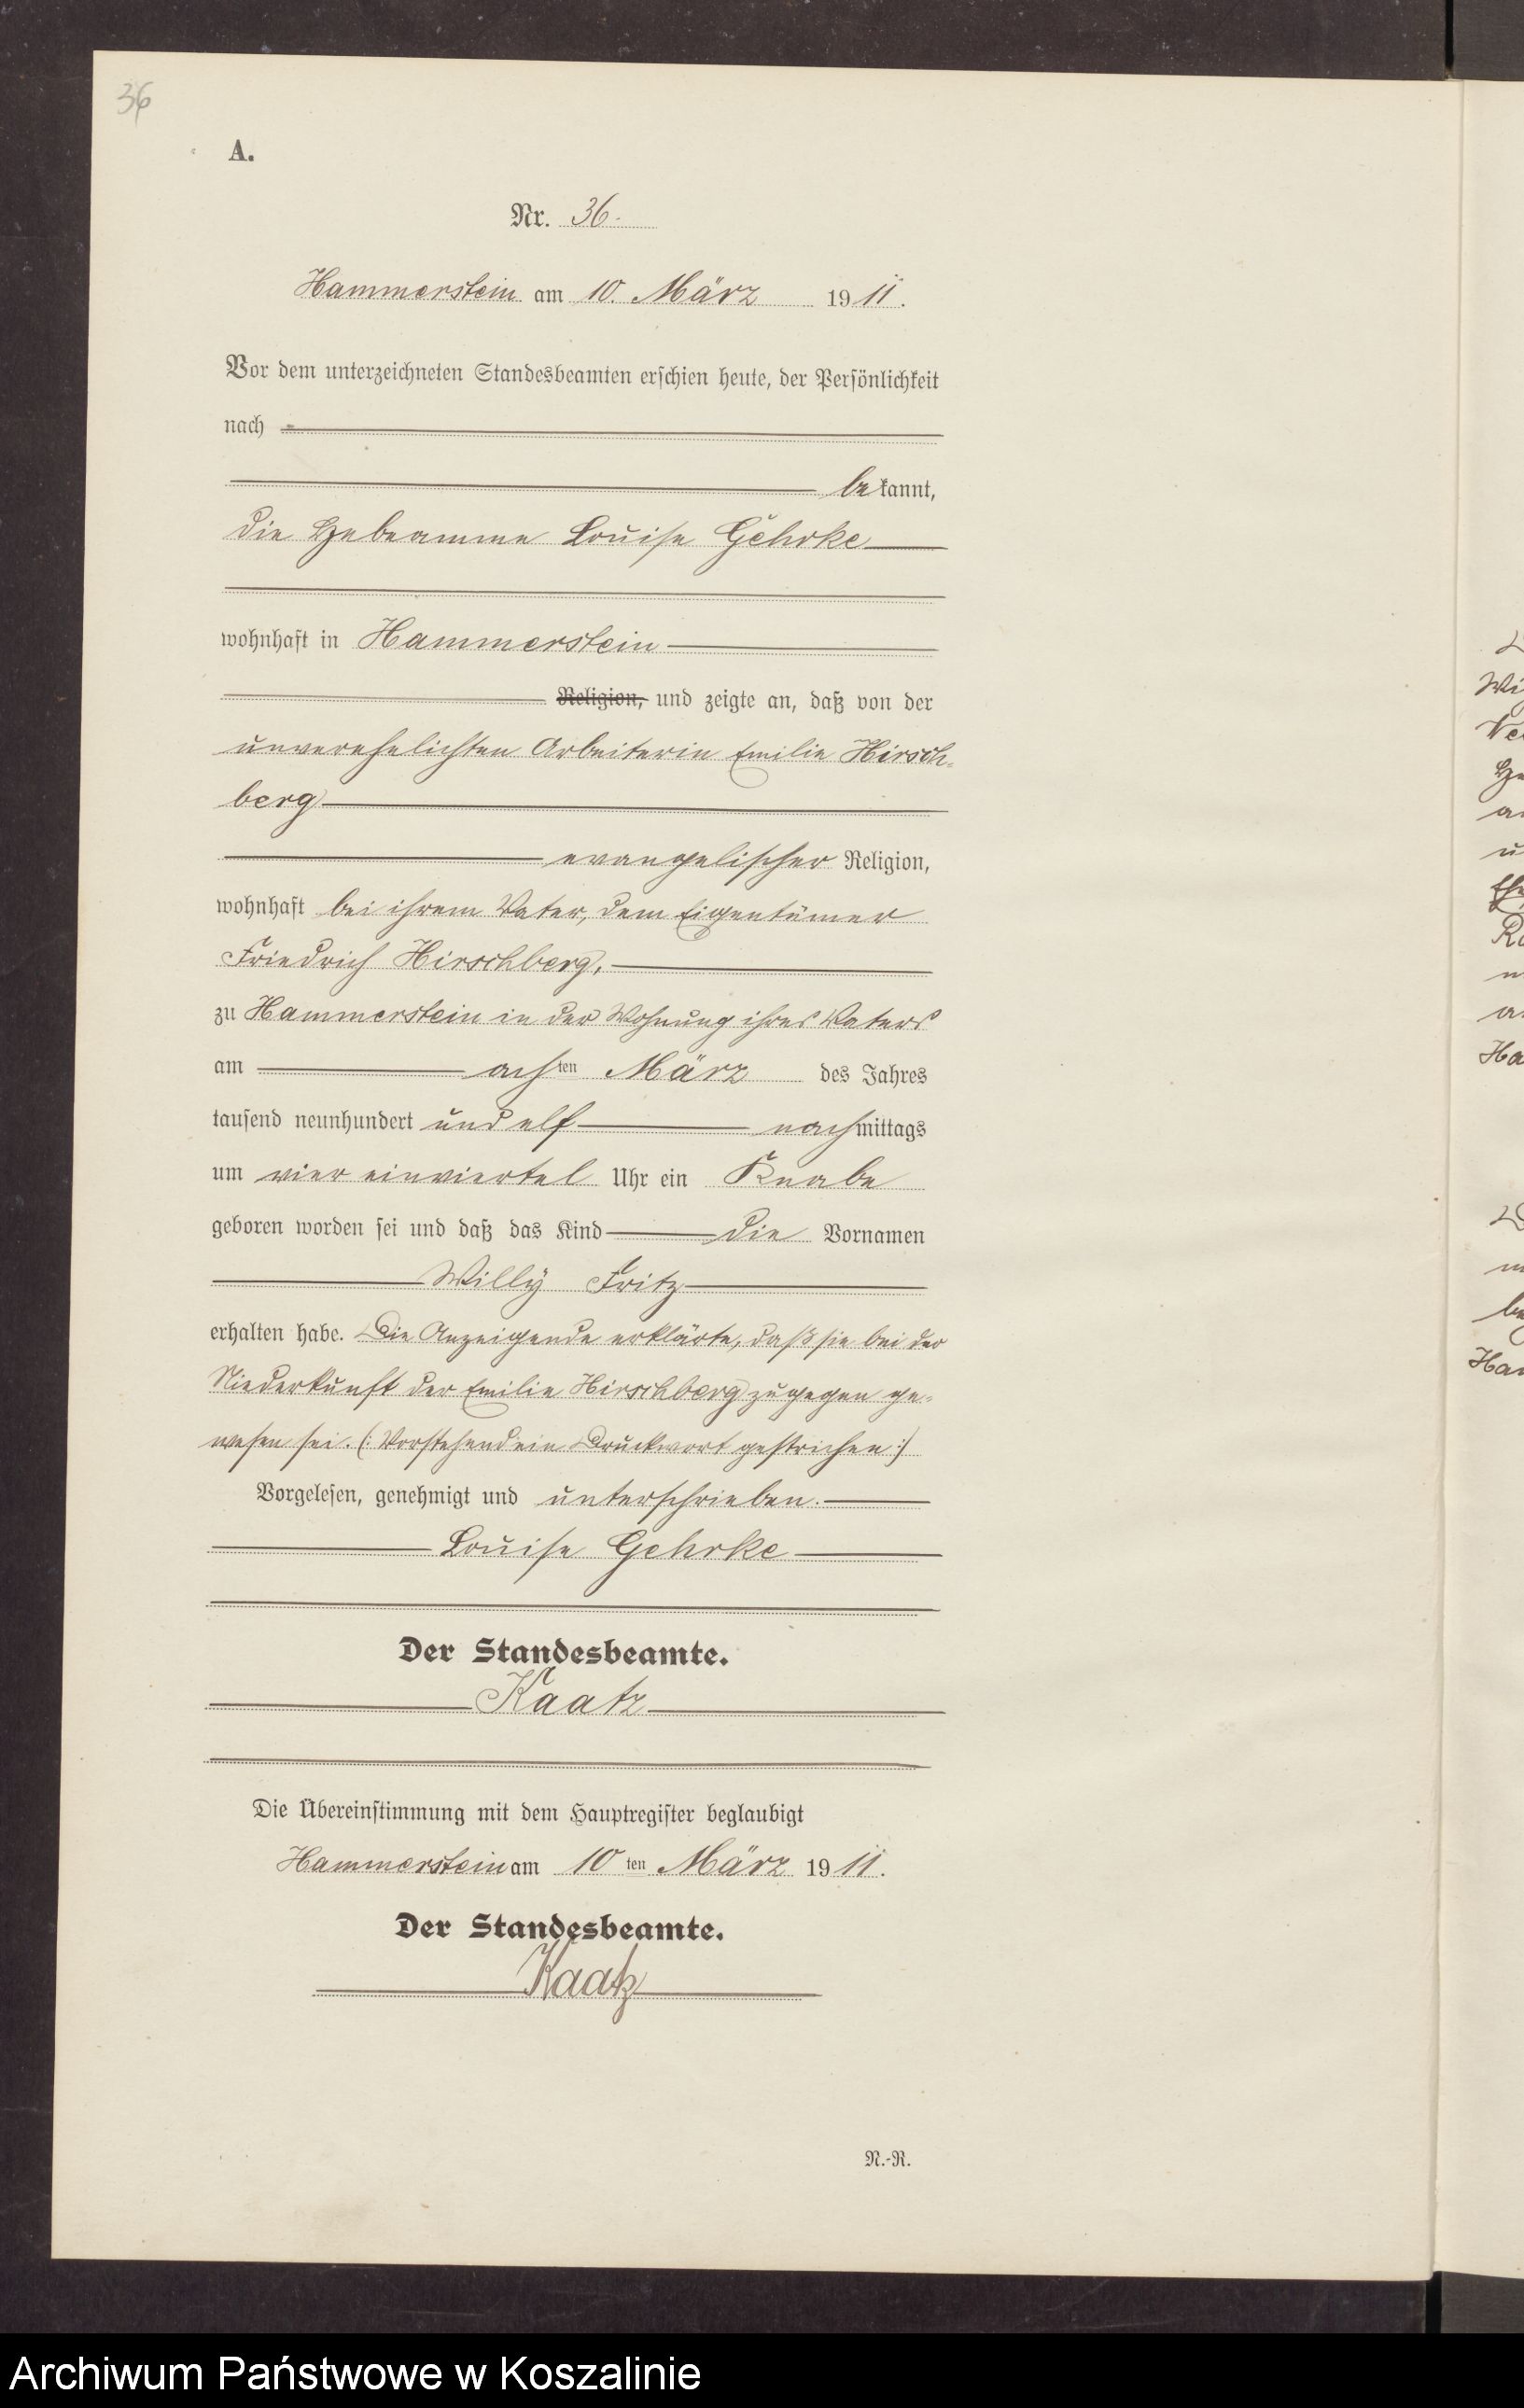 36
A.
Nr. 36.
Hammerstein am 10. März 1911.
Vor dem unterzeichneten Standesbeamten erschien heute, der Persönlichkeit
nach
bekannt,
die Hebeamme Louise Gehrke
wohnhaft in Hammerstein
Religion, und zeigte an, daß von der
unverehelichten Arbeiterin Emilie Hirsch-
berg
evangelischer Religion,
wohnhaft bei ihrem Vater, dem Eigentümer
Friedrich Hirschberg,
zu Hammerstein in der Wohnung ihres Vaters
am achten März des Jahres
tausend neunhundert und elf nachmittags
um vier einviertel Uhr ein Knabe
geboren worden sei und daß das Kind die Vornamen
Willy Fritz
erhalten habe. Die Anzeigende erklärte, daß sie bei der
Niederkunft der Emilie Hirschberg zugegen ge-
wesen sei. (: Vorstehend ein Druckwort gestrichen :)
Vorgelesen, genehmigt und unterschrieben.
Louise Gehrke
Der Standesbeamte.
Kaatz
Die Übereinstimmung mit dem Hauptregister beglaubigt
Hammerstein am 10ten März 1911.
Der Standesbeamte.
Kaatz
N.-R.
Archiwum Państwowe w Koszalinie